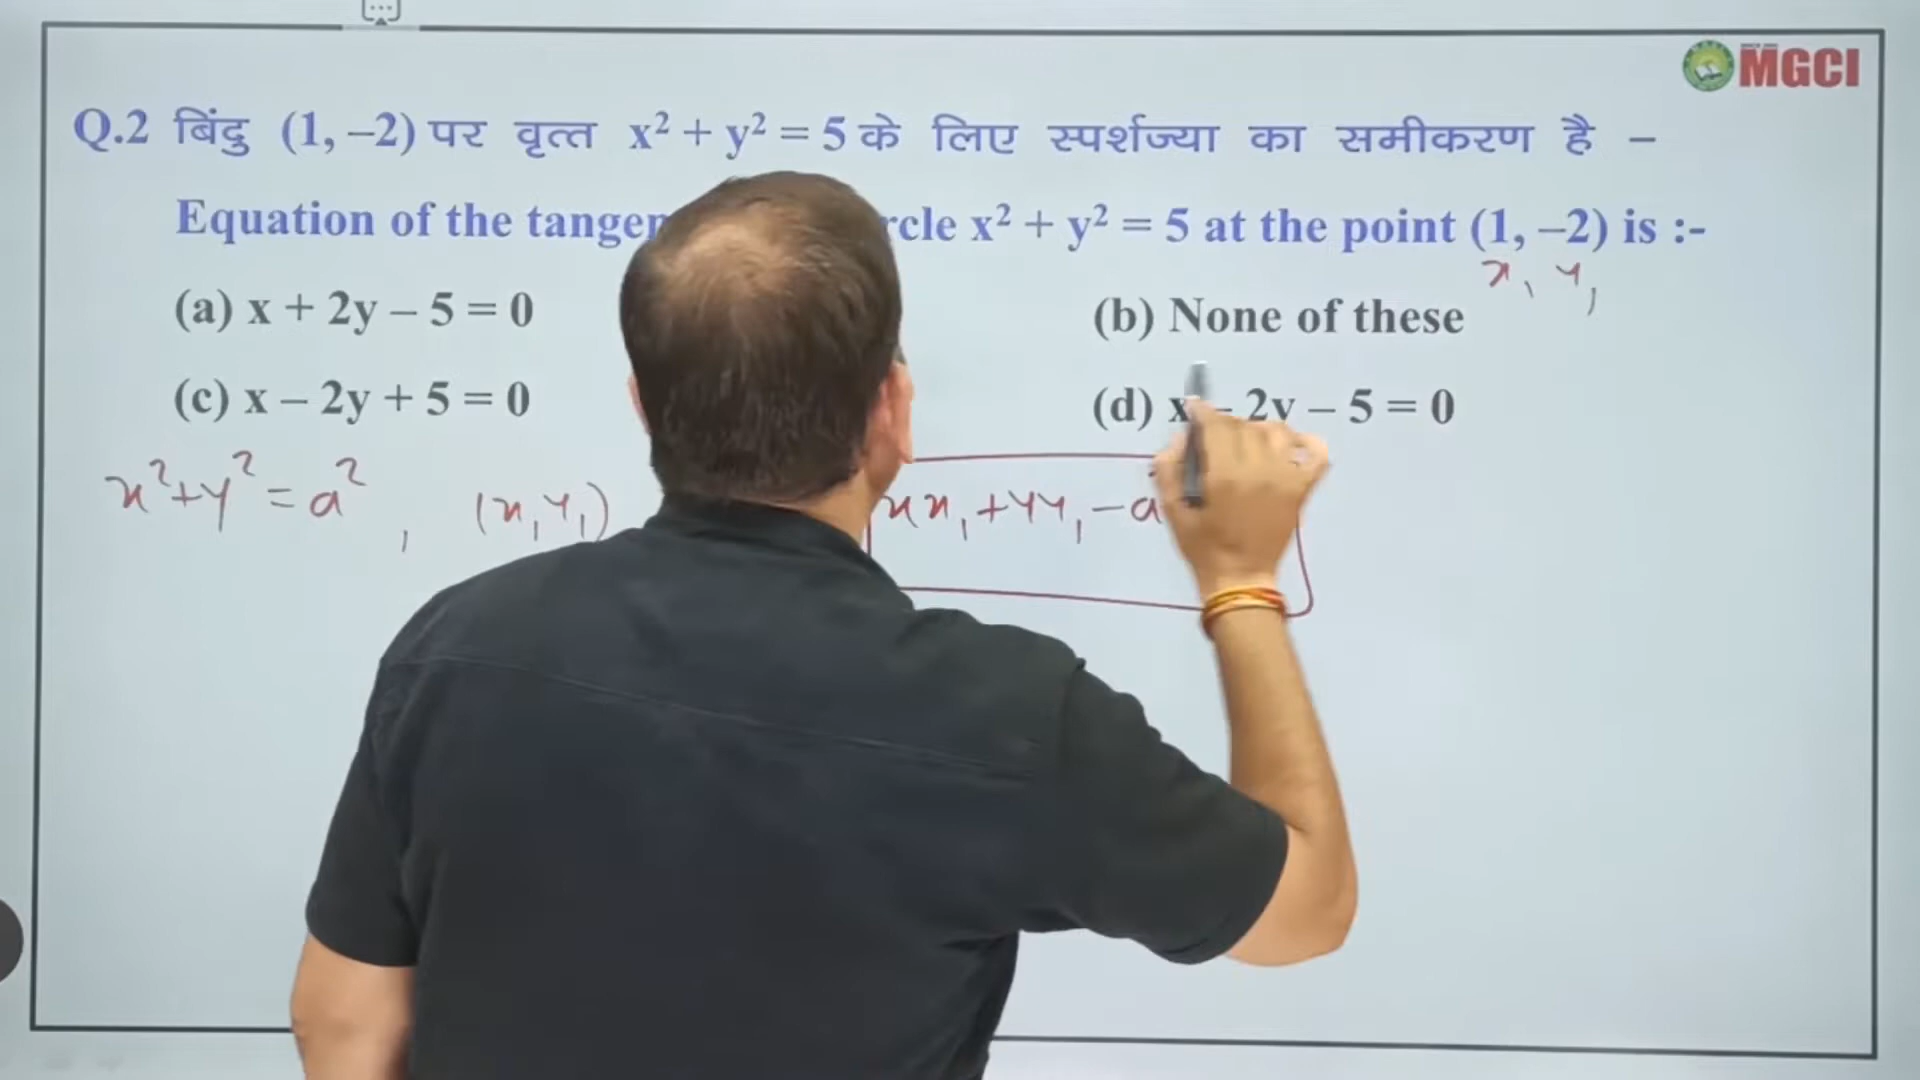 MGCI
Q.2 बिंदु (1, –2) पर वृत्त x² + y² = 5 के लिए स्पर्शज्या का समीकरण है –
Equation of the x² + y² = 5 at the point (1, –2) is :-
x₁ y₁
(a) x + 2y – 5 = 0
(b) None of these
(c) x – 2y + 5 = 0
(d) x – 2y – 5 = 0
x² + y² = a² , (x₁ y₁)
xx₁ + yy₁ – a